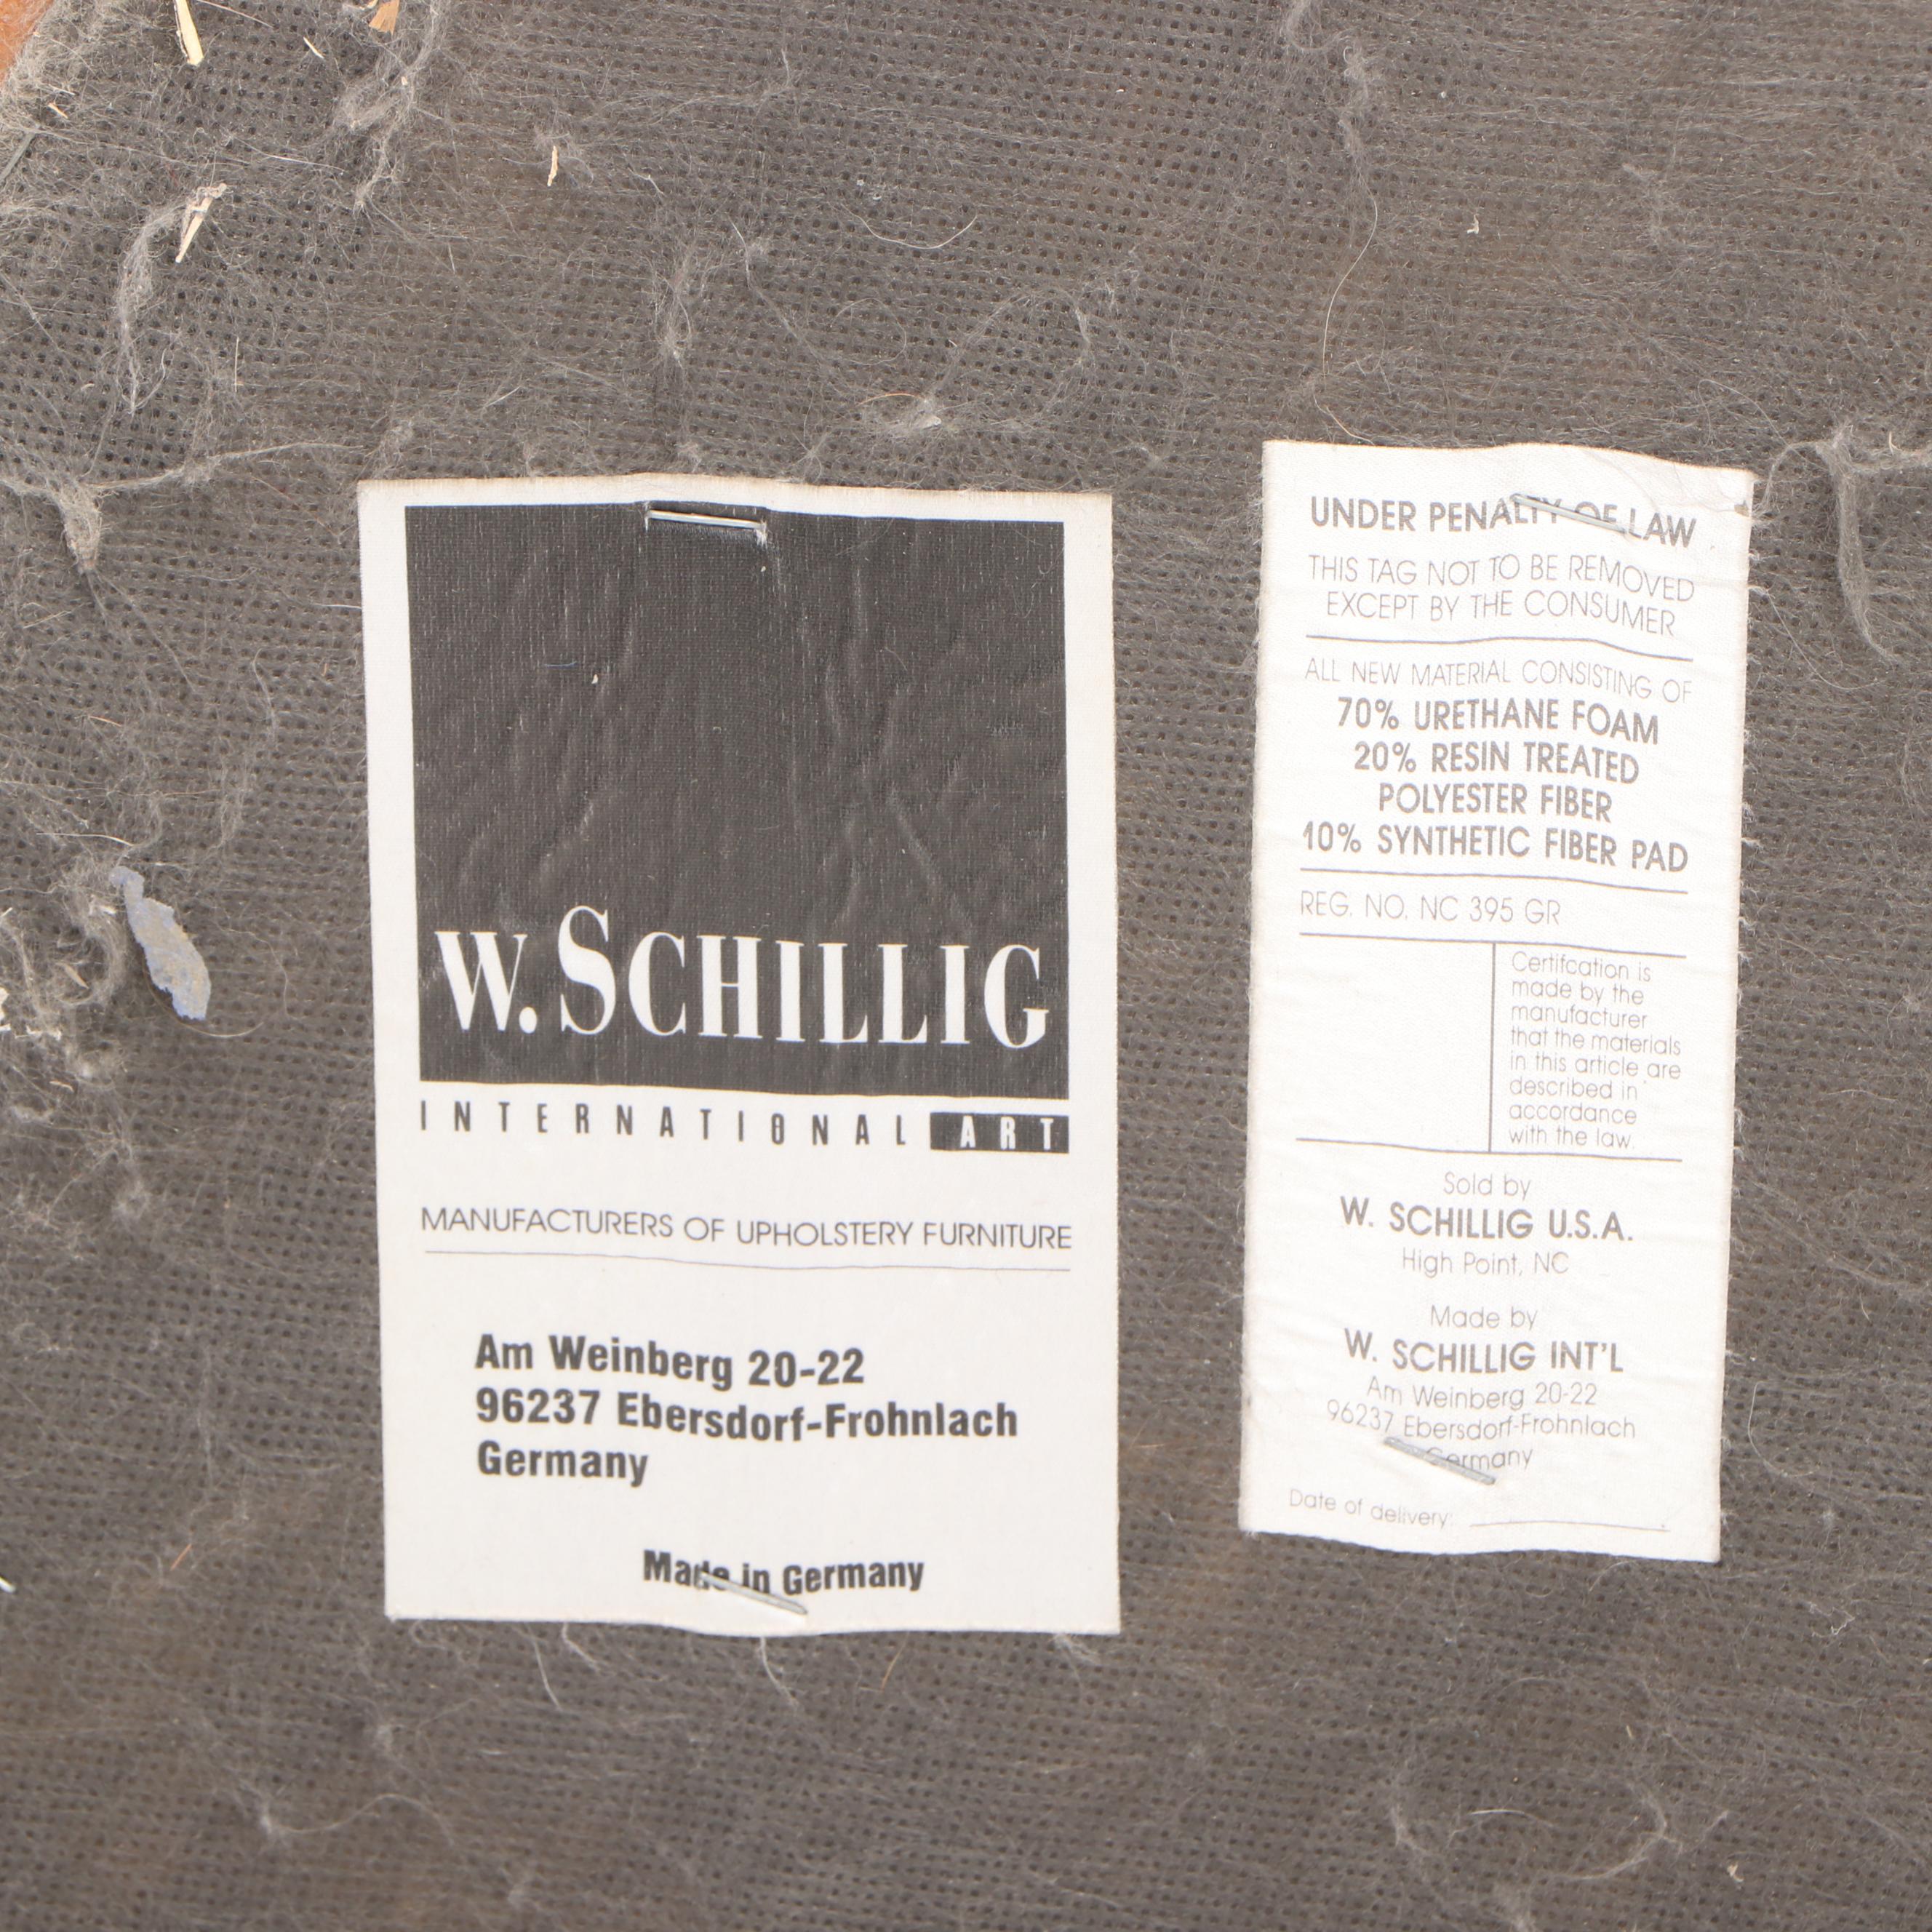 W. SCHILLIG
INTERNATIONAL ART
MANUFACTURERS OF UPHOLSTERY FURNITURE
Am Weinberg 20-22
96237 Ebersdorf-Frohnlach
Germany
Made in Germany
UNDER PENALTY OF LAW
THIS TAG NOT TO BE REMOVED
EXCEPT BY THE CONSUMER
ALL NEW MATERIAL CONSISTING OF
70% URETHANE FOAM
20% RESIN TREATED
POLYESTER FIBER
10% SYNTHETIC FIBER PAD
REG. NO. NC 395 GR
Certifcation is
made by the
manufacturer
that the materials
in this article are
described in
accordance
with the law.
Sold by
W. SCHILLIG U.S.A.
High Point, NC
Made by
W. SCHILLIG INT'L
Am Weinberg 20-22
96237 Ebersdorf-Frohnlach
Germany
Date of delivery: